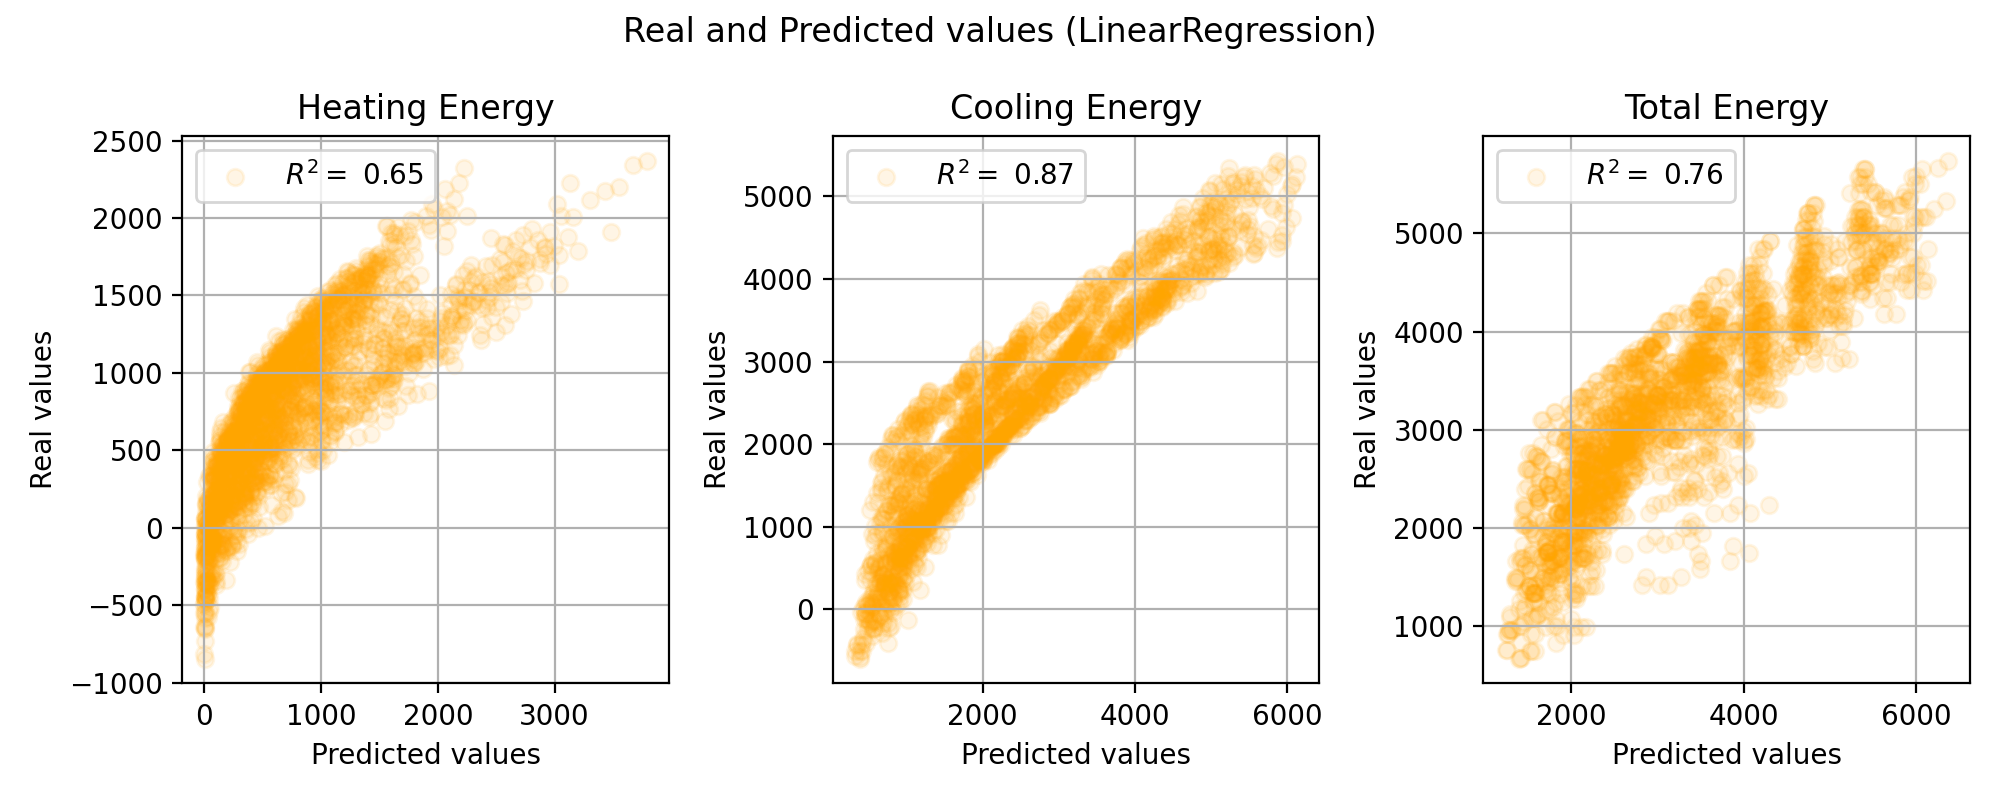 Real and Predicted values (LinearRegression)
Heating Energy
R² = 0.65
2500
2000
1500
1000
500
0
−500
−1000
Real values
0 1000 2000 3000
Predicted values
Cooling Energy
R² = 0.87
5000
4000
3000
2000
1000
0
Real values
2000 4000 6000
Predicted values
Total Energy
R² = 0.76
5000
4000
3000
2000
1000
Real values
2000 4000 6000
Predicted values